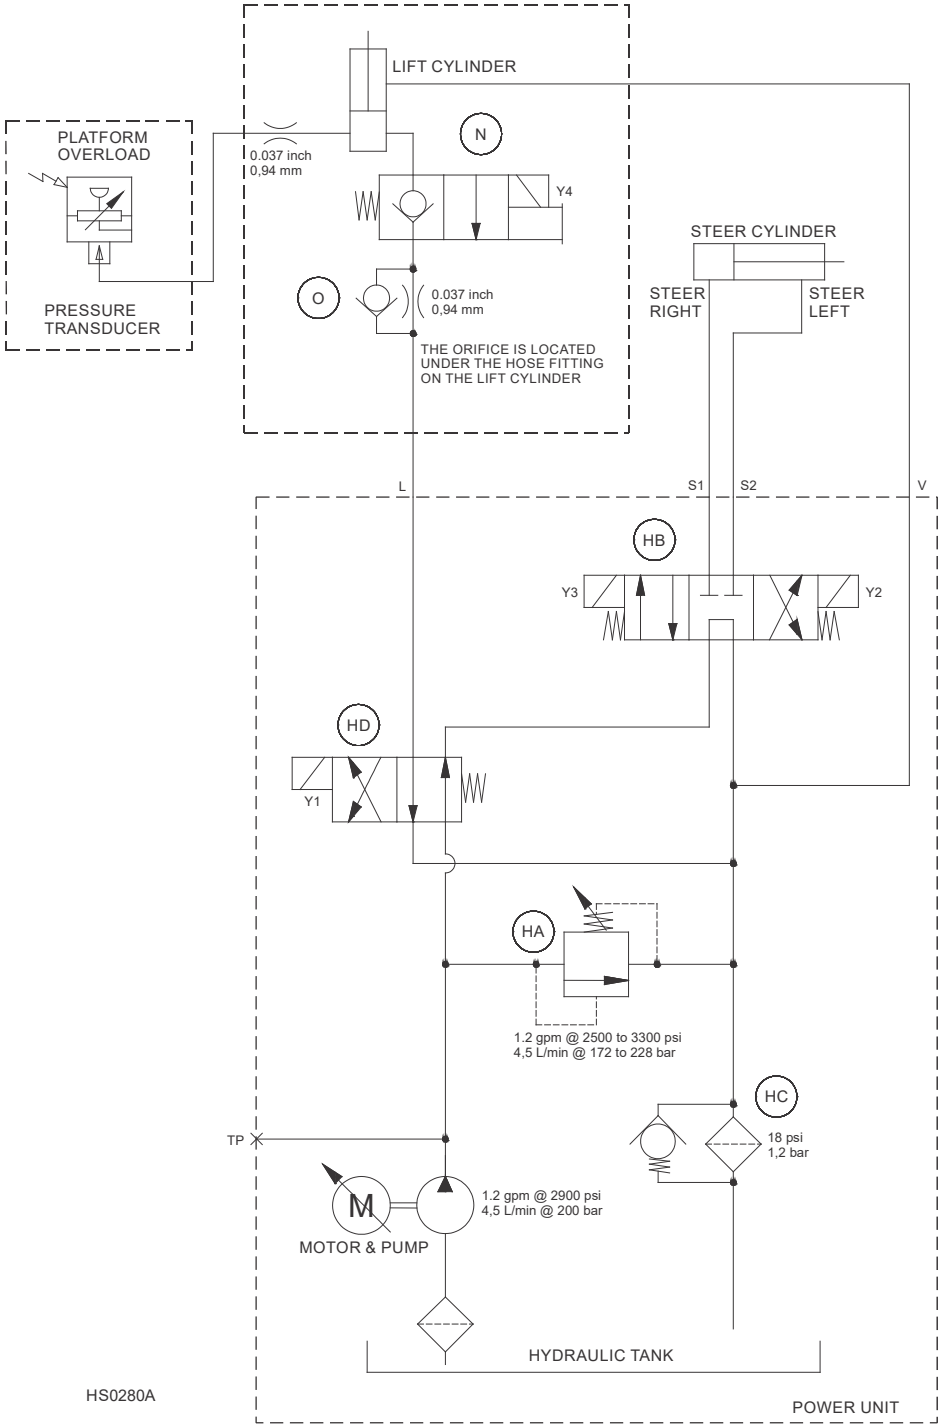 LIFT CYLINDER
N
PLATFORM
OVERLOAD
0.037 inch
0,94 mm
Y4
STEER CYLINDER
O
0.037 inch
0,94 mm
STEER
RIGHT
STEER
LEFT
PRESSURE
TRANSDUCER
THE ORIFICE IS LOCATED
UNDER THE HOSE FITTING
ON THE LIFT CYLINDER
L
S1
S2
V
HB
Y3
Y2
HD
Y1
HA
1.2 gpm @ 2500 to 3300 psi
4,5 L/min @ 172 to 228 bar
HC
TP
18 psi
1,2 bar
M
1.2 gpm @ 2900 psi
4,5 L/min @ 200 bar
MOTOR & PUMP
HYDRAULIC TANK
HS0280A
POWER UNIT